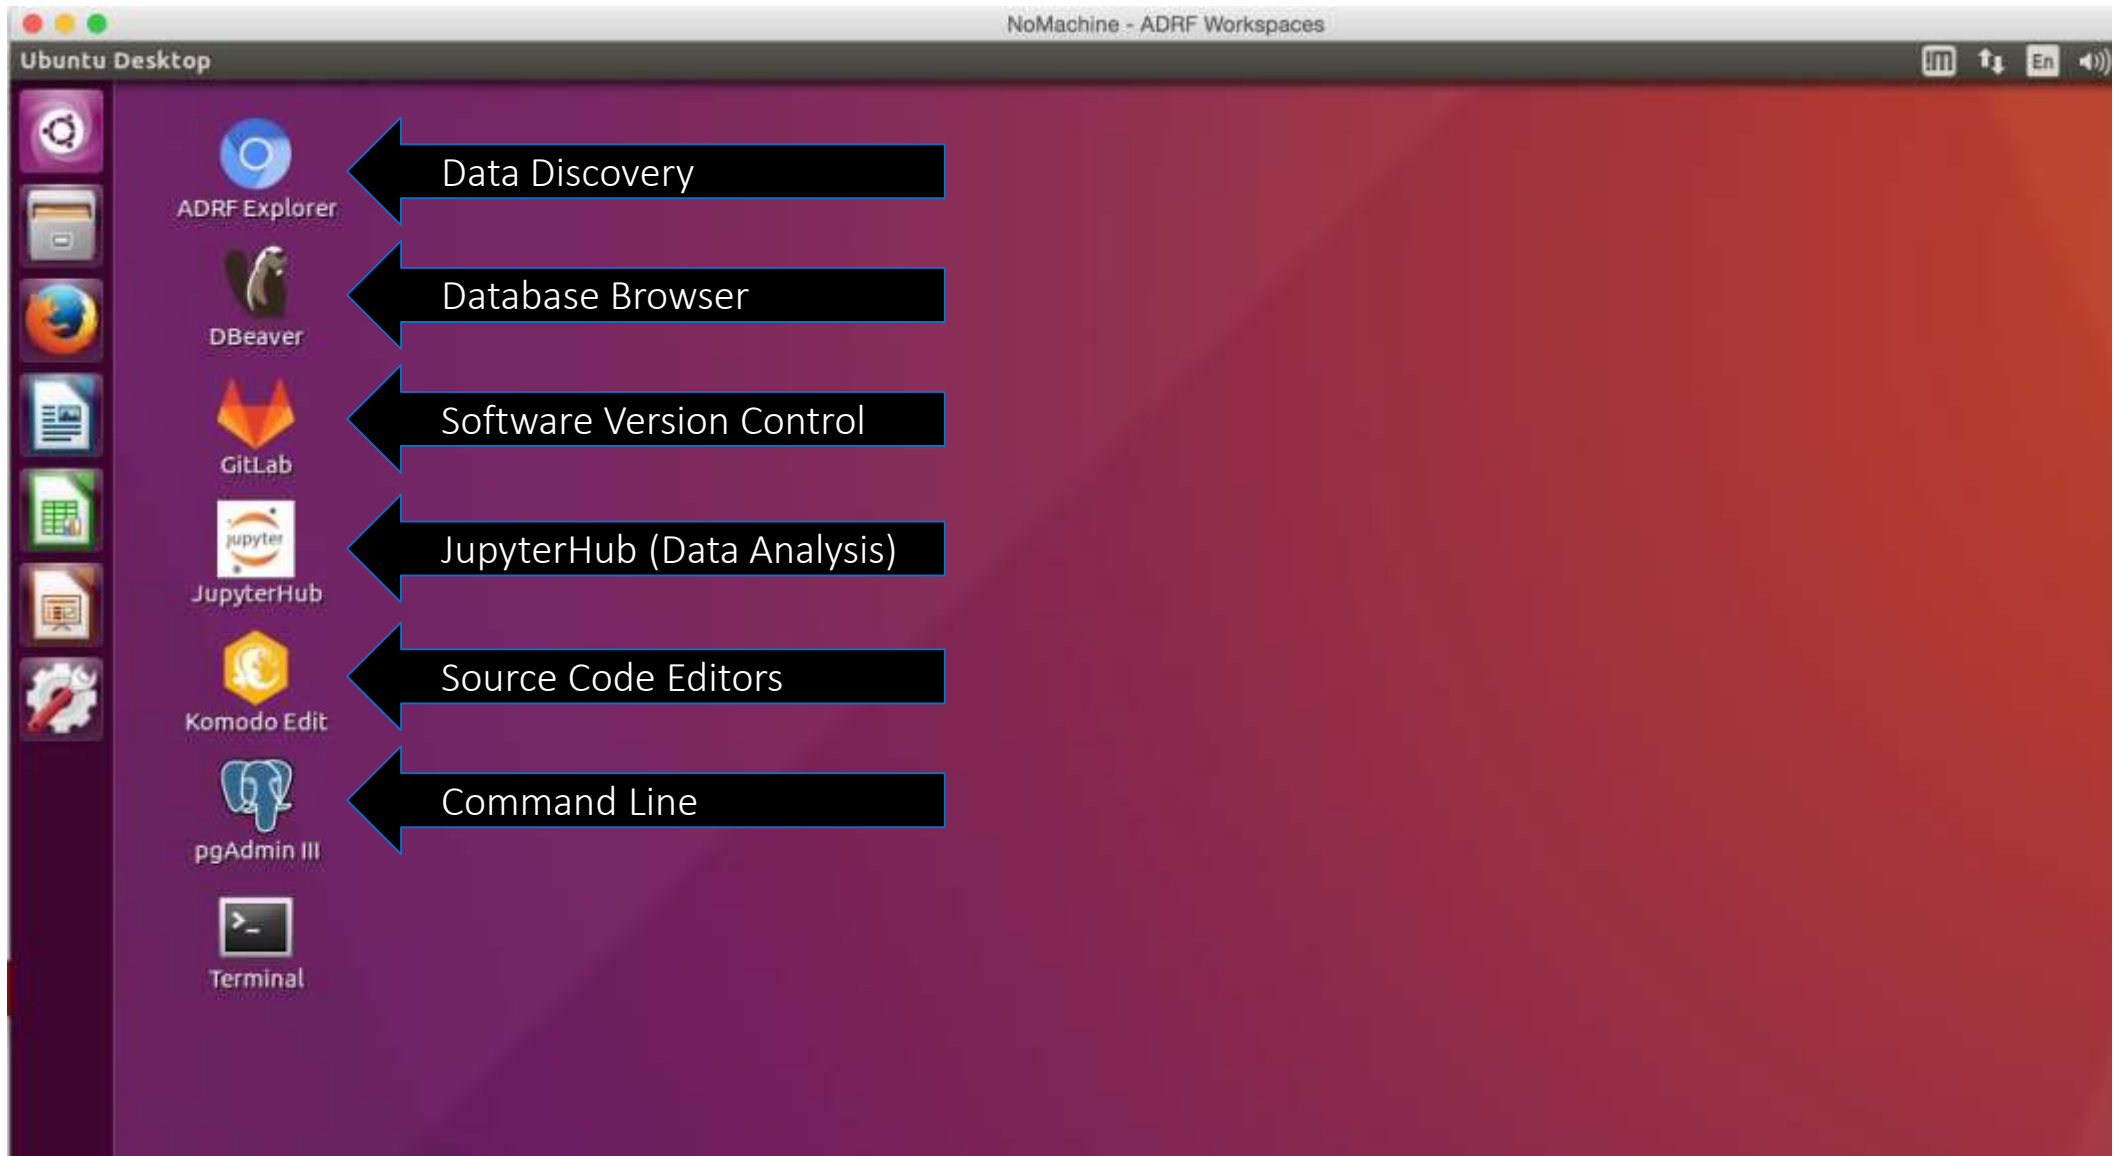 NoMachine - ADRF Workspaces
Ubuntu Desktop
!m
En
ADRF Explorer
Data Discovery
DBeaver
Database Browser
GitLab
Software Version Control
jupyter
JupyterHub
JupyterHub (Data Analysis)
Komodo Edit
Source Code Editors
pgAdmin III
Command Line
>_
Terminal